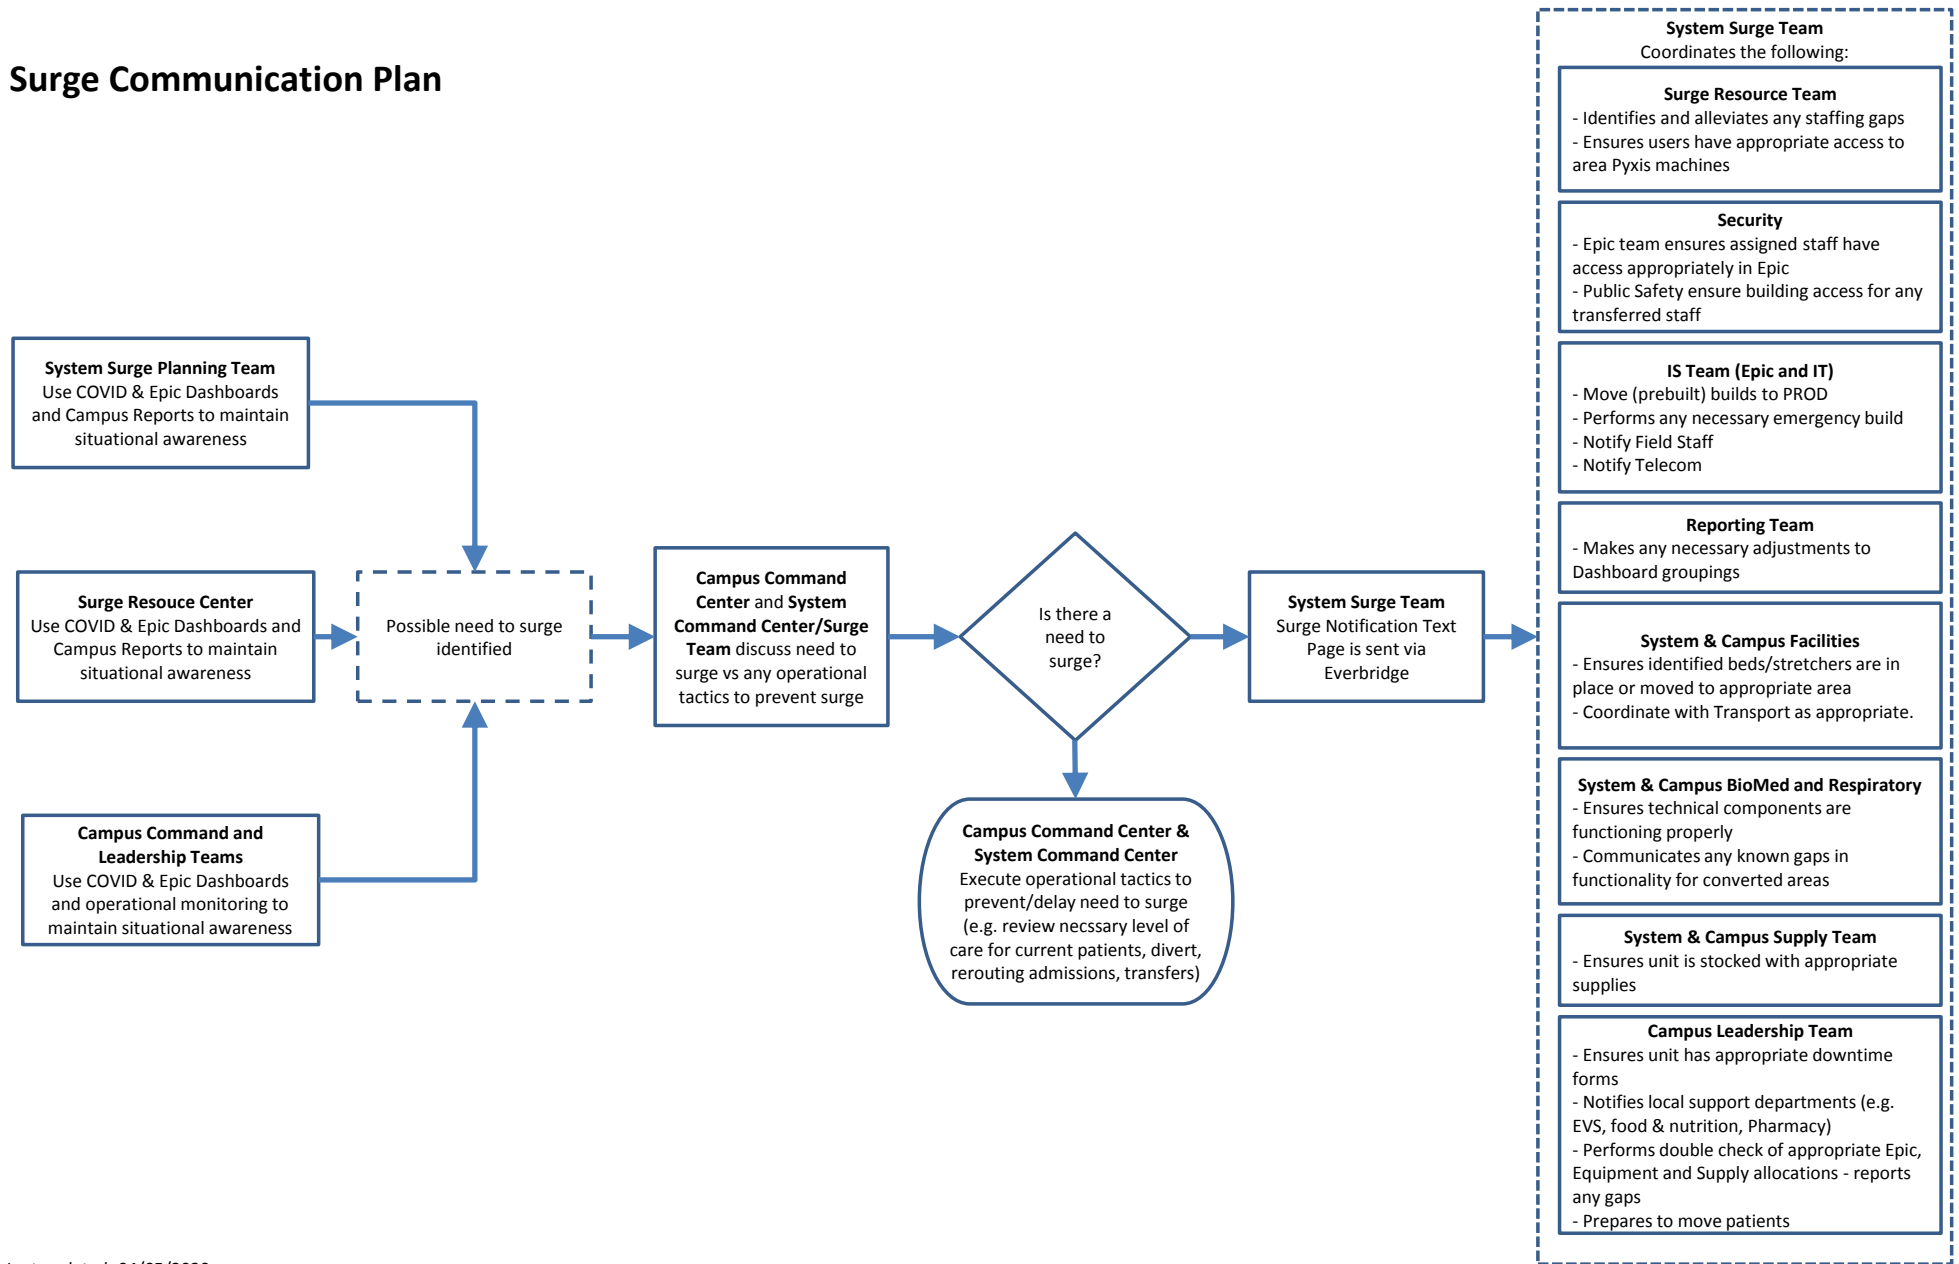 Surge Communication Plan
System Surge Planning Team
Use COVID & Epic Dashboards
and Campus Reports to maintain
situational awareness
Surge Resouce Center
Use COVID & Epic Dashboards and
Campus Reports to maintain
situational awareness
Campus Command and
Leadership Teams
Use COVID & Epic Dashboards
and operational monitoring to
maintain situational awareness
Possible need to surge
identified
Campus Command
Center and System
Command Center/Surge
Team discuss need to
surge vs any operational
tactics to prevent surge
Is there a
need to
surge?
Campus Command Center &
System Command Center
Execute operational tactics to
prevent/delay need to surge
(e.g. review necssary level of
care for current patients, divert,
rerouting admissions, transfers)
System Surge Team
Surge Notification Text
Page is sent via
Everbridge
System Surge Team
Coordinates the following:
Surge Resource Team
- Identifies and alleviates any staffing gaps
- Ensures users have appropriate access to
area Pyxis machines
Security
- Epic team ensures assigned staff have
access appropriately in Epic
- Public Safety ensure building access for any
transferred staff
IS Team (Epic and IT)
- Move (prebuilt) builds to PROD
- Performs any necessary emergency build
- Notify Field Staff
- Notify Telecom
Reporting Team
- Makes any necessary adjustments to
Dashboard groupings
System & Campus Facilities
- Ensures identified beds/stretchers are in
place or moved to appropriate area
- Coordinate with Transport as appropriate.
System & Campus BioMed and Respiratory
- Ensures technical components are
functioning properly
- Communicates any known gaps in
functionality for converted areas
System & Campus Supply Team
- Ensures unit is stocked with appropriate
supplies
Campus Leadership Team
- Ensures unit has appropriate downtime
forms
- Notifies local support departments (e.g.
EVS, food & nutrition, Pharmacy)
- Performs double check of appropriate Epic,
Equipment and Supply allocations - reports
any gaps
- Prepares to move patients